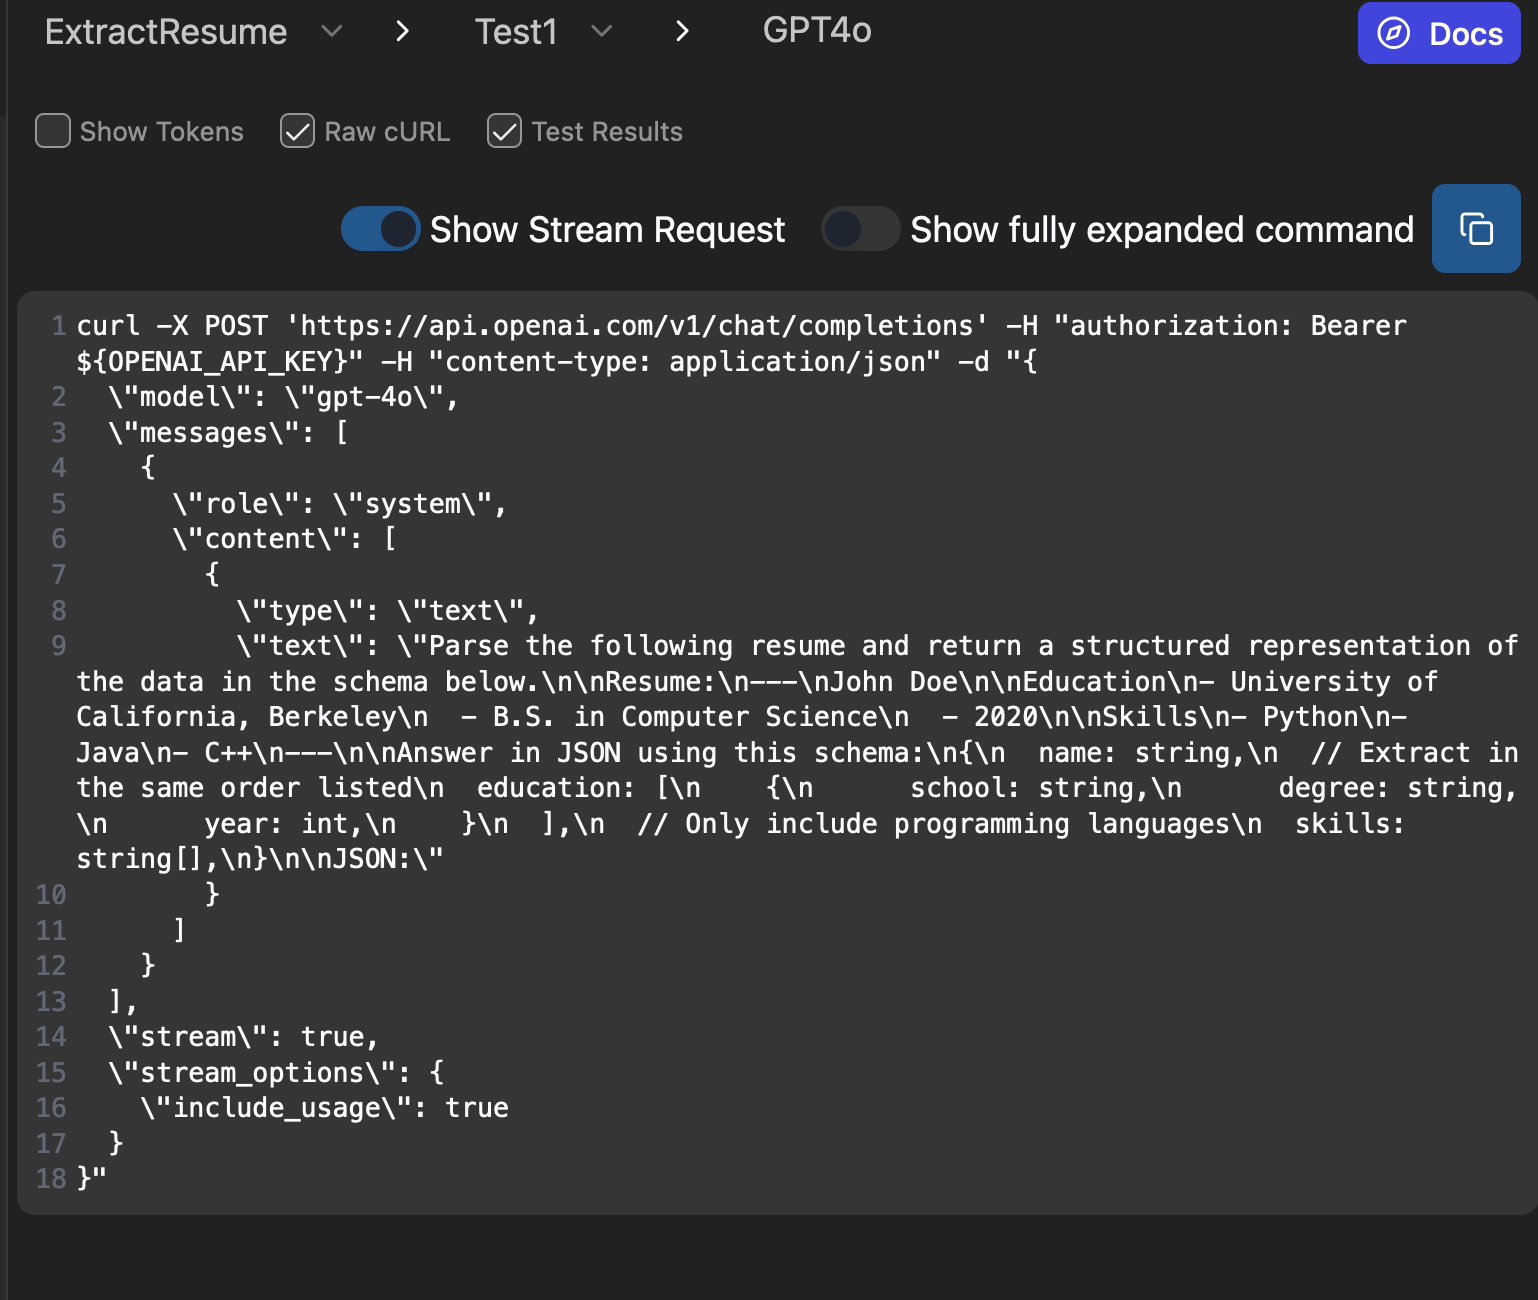 ExtractResume > Test1 > GPT4o Docs
Show Tokens Raw cURL Test Results
Show Stream Request Show fully expanded command
1 curl -X POST 'https://api.openai.com/v1/chat/completions' -H "authorization: Bearer
${OPENAI_API_KEY}" -H "content-type: application/json" -d "{
2   \"model\": \"gpt-4o\",
3   \"messages\": [
4     {
5       \"role\": \"system\",
6       \"content\": [
7         {
8           \"type\": \"text\",
9           \"text\": \"Parse the following resume and return a structured representation of
the data in the schema below.\n\nResume:\n---\nJohn Doe\n\nEducation\n- University of
California, Berkeley\n  - B.S. in Computer Science\n  - 2020\n\nSkills\n- Python\n-
Java\n- C++\n---\n\nAnswer in JSON using this schema:\n{\n  name: string,\n  // Extract in
the same order listed\n  education: [\n    {\n      school: string,\n      degree: string,
\n      year: int,\n    }\n  ],\n  // Only include programming languages\n  skills:
string[],\n}\n\nJSON:\"
10         }
11       ]
12     }
13   ],
14   \"stream\": true,
15   \"stream_options\": {
16     \"include_usage\": true
17   }
18 }"